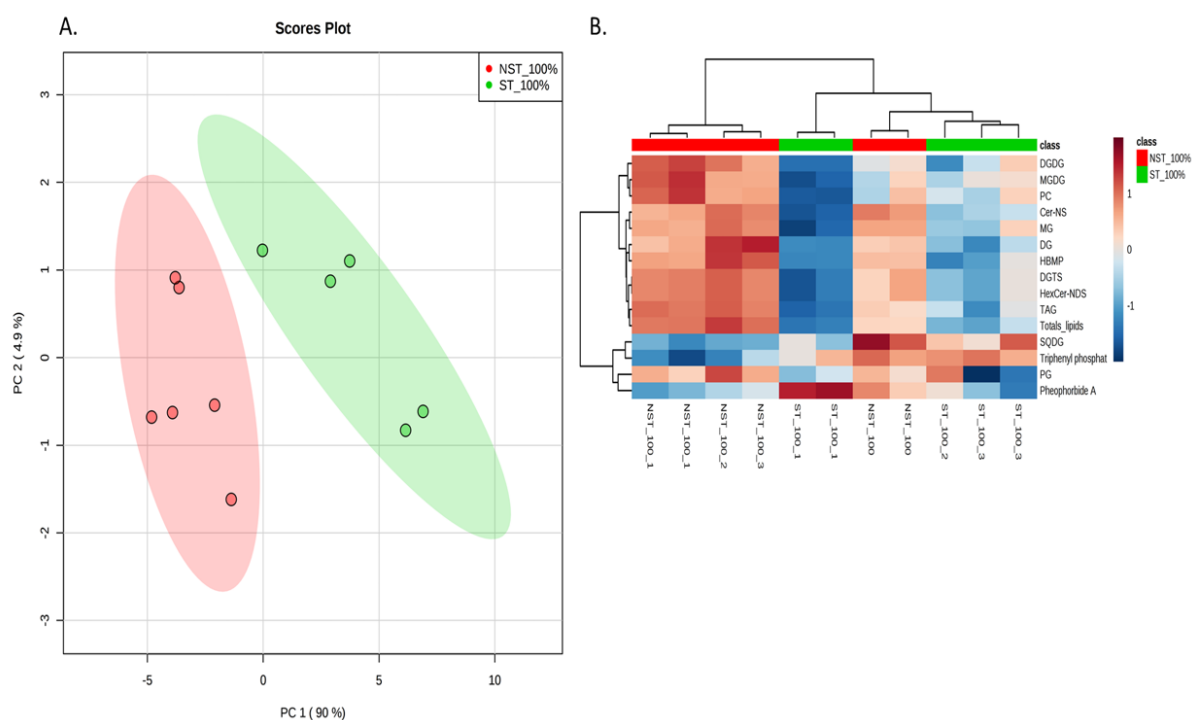 A.
Scores Plot
NST_100%
ST_100%
3
2
1
0
-1
-2
-3
PC 2 ( 4.9 %)
-5
0
5
10
PC 1 ( 90 %)
B.
class
DGDG
MGDG
PC
Cer-NS
MG
DG
HBMP
DGTS
HexCer-NDS
TAG
Totals_lipids
SQDG
Triphenyl phosphat
PG
Pheophorbide A
NST_100_1
NST_100_1
NST_100_2
NST_100_3
ST_100_1
ST_100_1
NST_100
NST_100
ST_100_2
ST_100_3
ST_100_3
1
0
-1
class
NST_100%
ST_100%